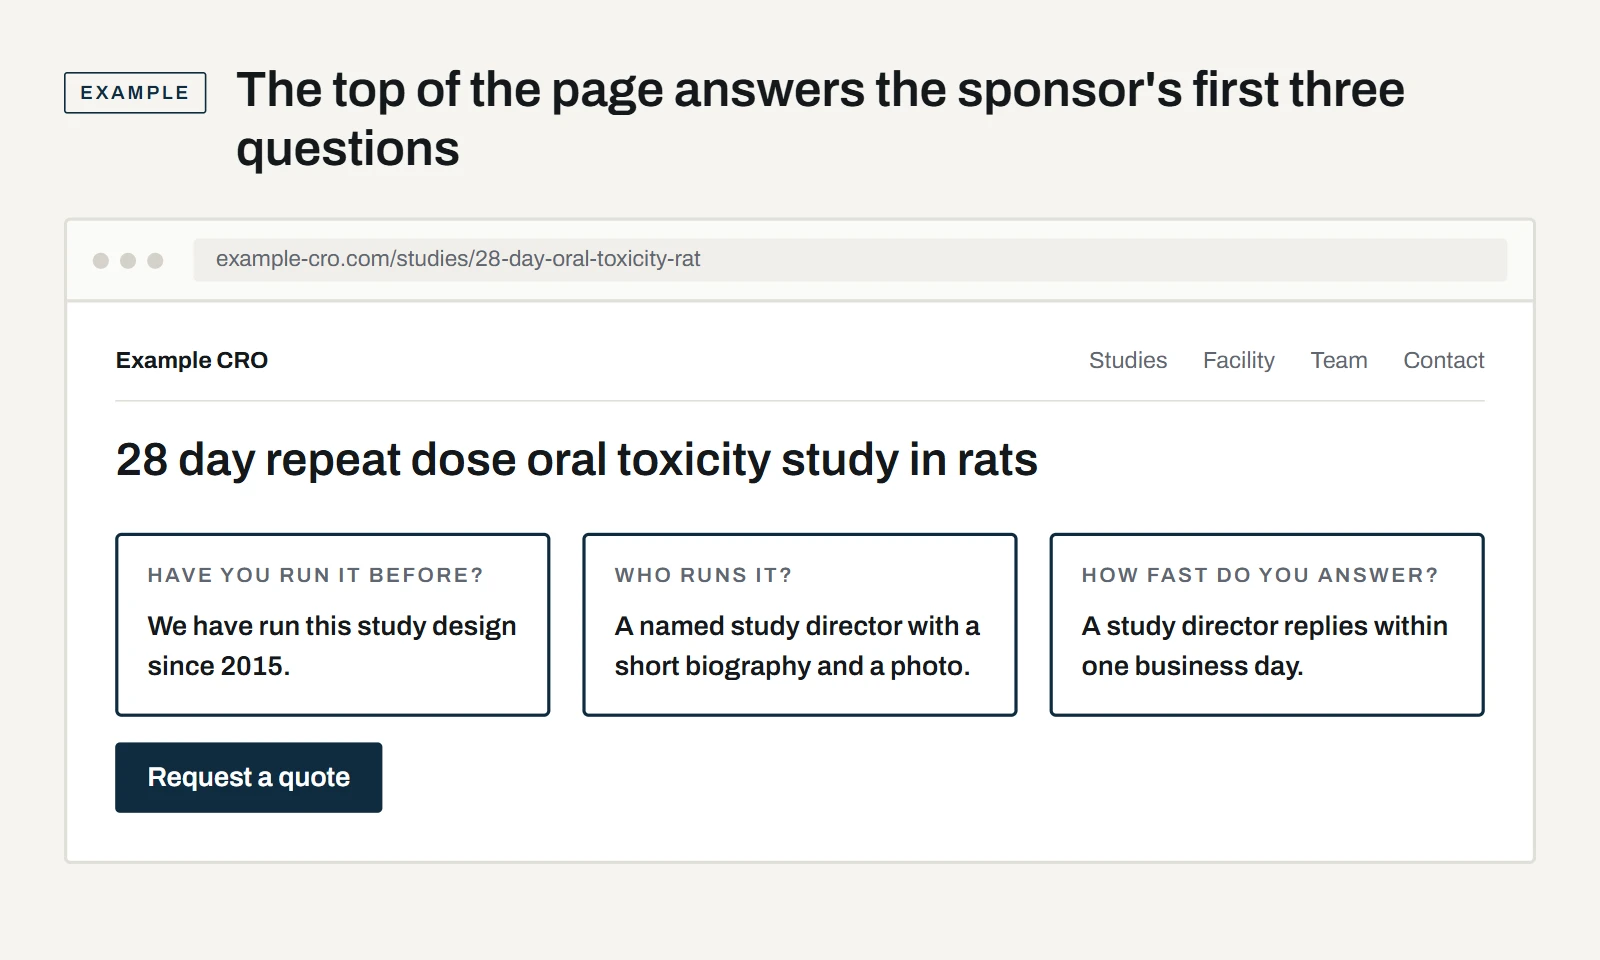 EXAMPLE
The top of the page answers the sponsor's first three
questions
example-cro.com/studies/28-day-oral-toxicity-rat
Example CRO
Studies Facility Team Contact
28 day repeat dose oral toxicity study in rats
HAVE YOU RUN IT BEFORE?
We have run this study design
since 2015.
WHO RUNS IT?
A named study director with a
short biography and a photo.
HOW FAST DO YOU ANSWER?
A study director replies within
one business day.
Request a quote